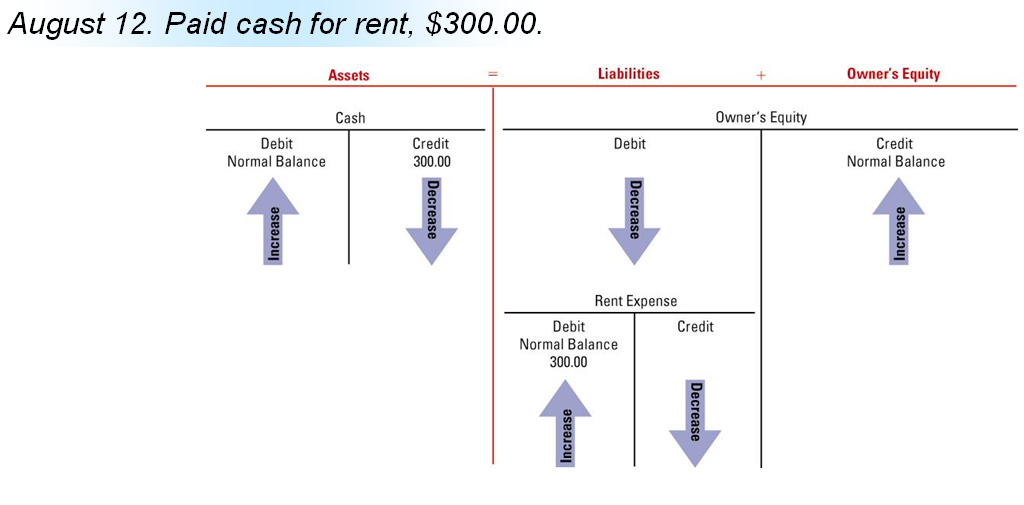 August 12. Paid cash for rent, $300.00.
Assets = Liabilities + Owner's Equity
Cash
Debit Credit
Normal Balance 300.00
Increase Decrease
Owner's Equity
Debit Credit
Normal Balance
Decrease Increase
Rent Expense
Debit Credit
Normal Balance
300.00
Increase Decrease